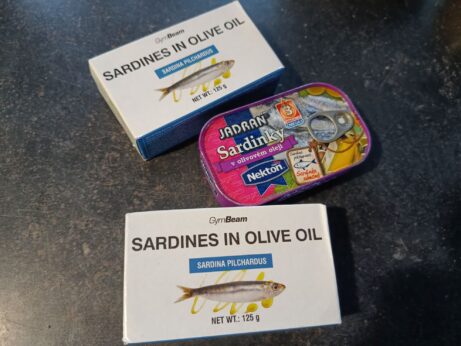 GymBeam
SARDINES IN OLIVE OIL
SARDINA PILCHARDUS
NET WT.: 125 g
JADRAN
Sardinky
v olivovém oleji
Nekton
GymBeam
SARDINES IN OLIVE OIL
SARDINA PILCHARDUS
NET WT.: 125 g